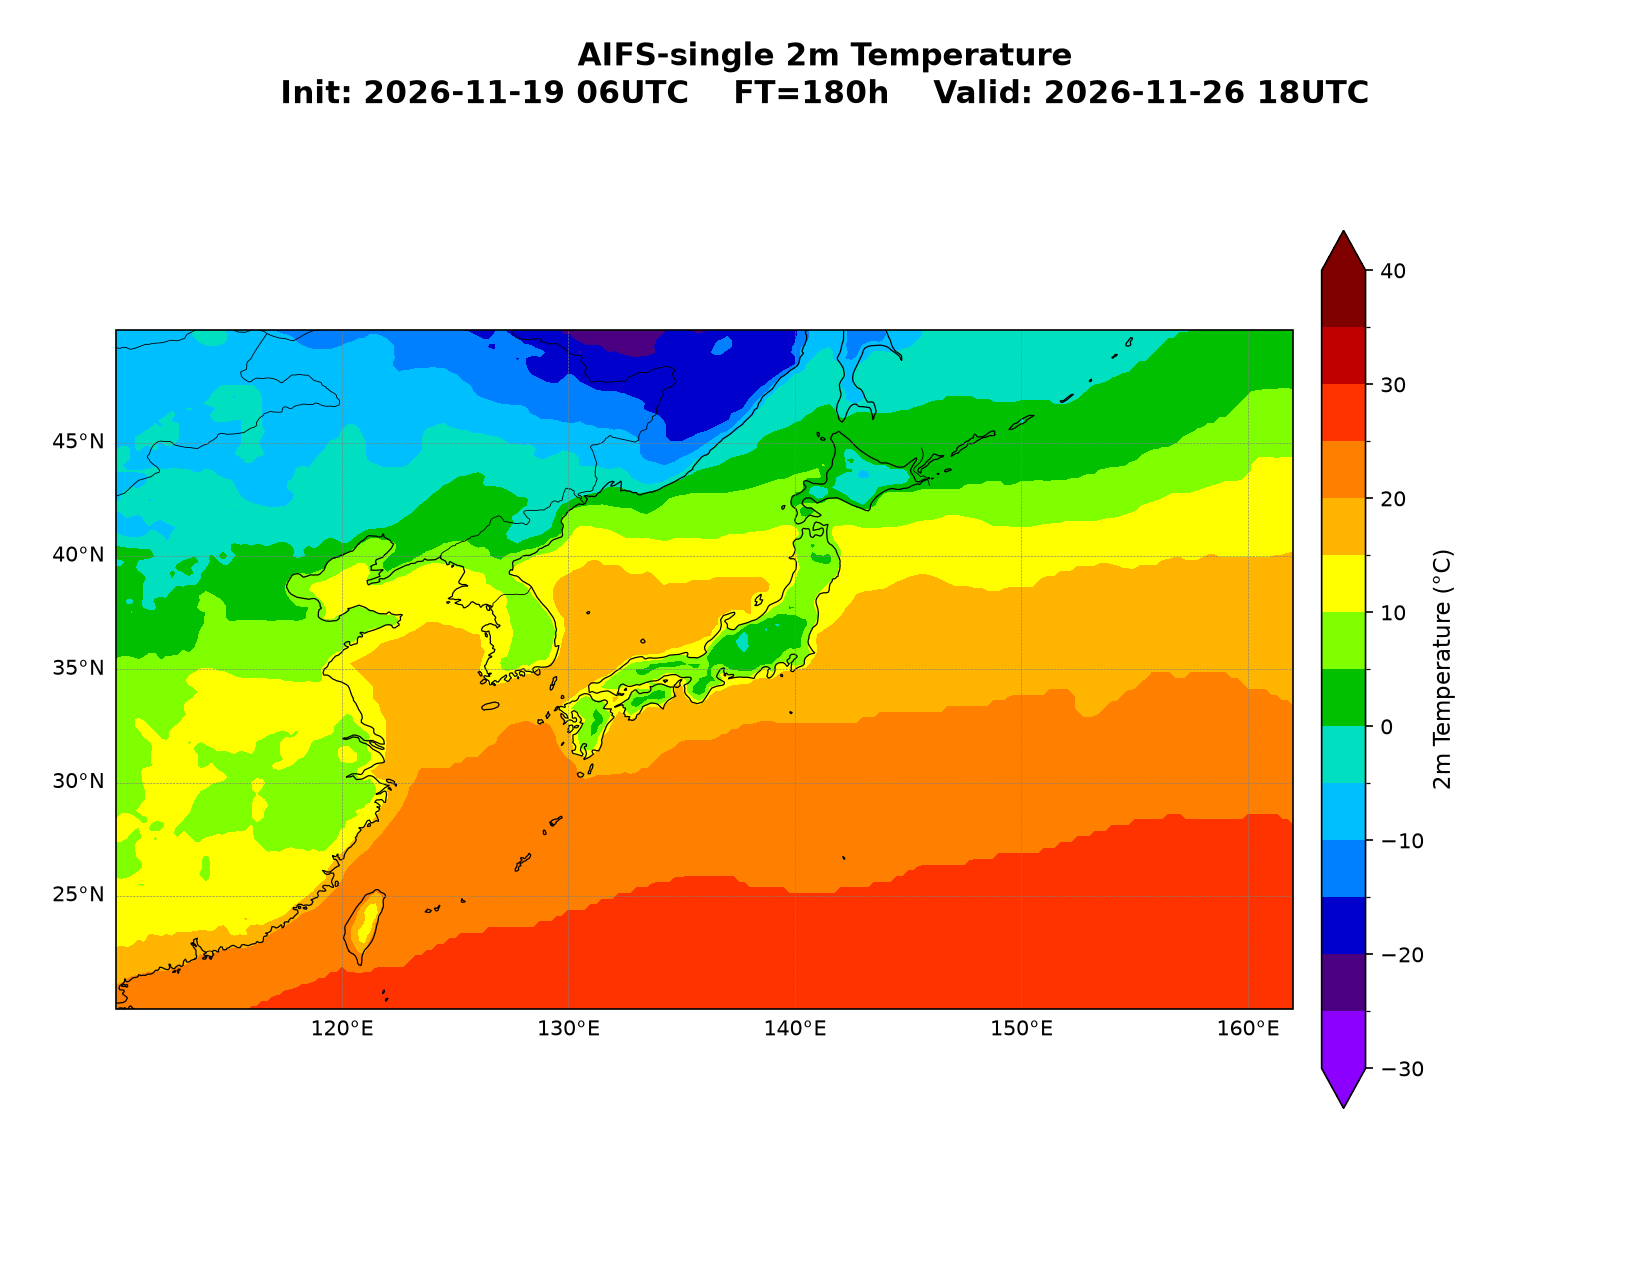 AIFS-single 2m Temperature
Init: 2026-11-19 06UTC    FT=180h    Valid: 2026-11-26 18UTC
45°N
40°N
35°N
30°N
25°N
120°E
130°E
140°E
150°E
160°E
40
30
20
10
0
−10
−20
−30
2m Temperature (°C)